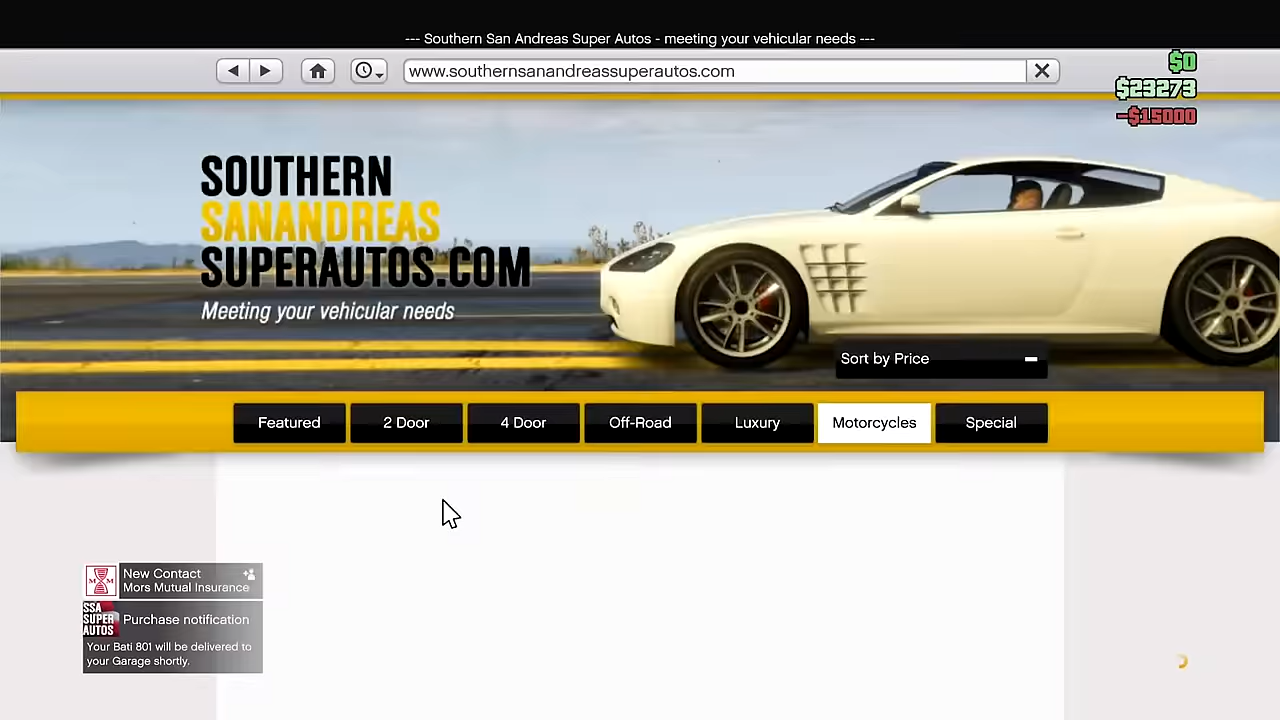 --- Southern San Andreas Super Autos - meeting your vehicular needs ---
www.southernsanandreassuperautos.com
$0
$23273
-$15000
SOUTHERN
SANANDREAS
SUPERAUTOS.COM
Meeting your vehicular needs
Sort by Price
Featured
2 Door
4 Door
Off-Road
Luxury
Motorcycles
Special
New Contact
Mors Mutual Insurance
M M
SSA
SUPER
AUTOS
Purchase notification
Your Bati 801 will be delivered to
your Garage shortly.